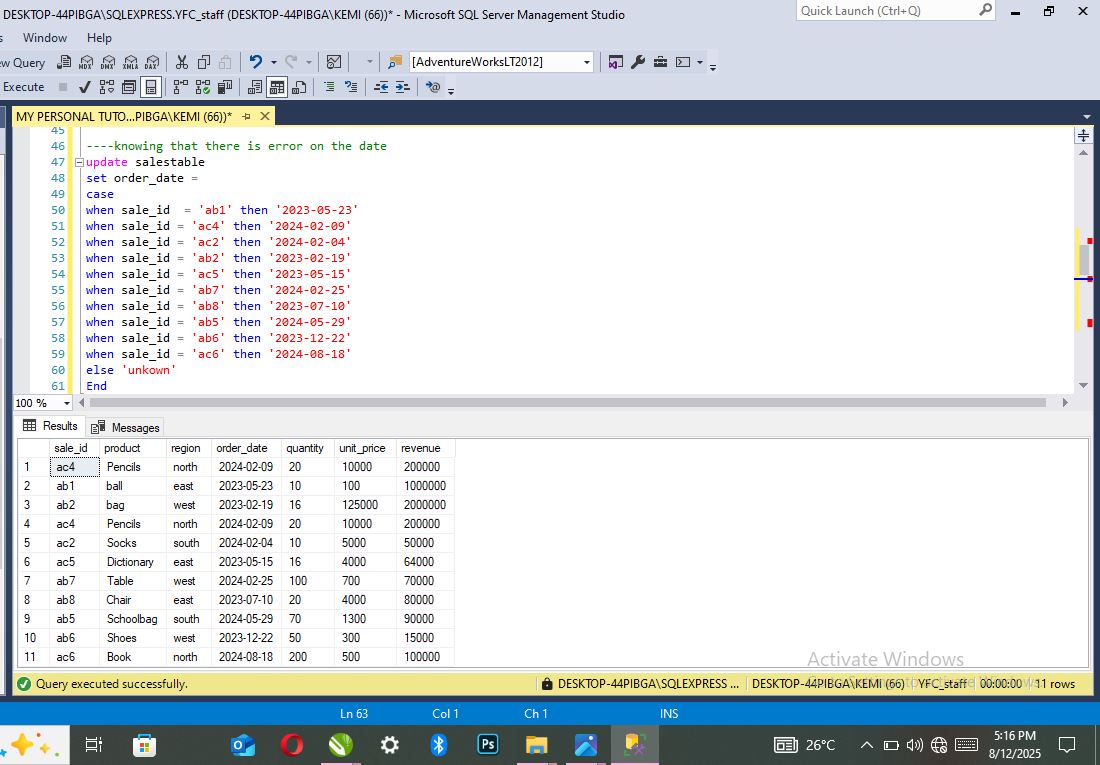 DESKTOP-44PIBGA\SQLEXPRESS.YFC_staff (DESKTOP-44PIBGA\KEMI (66))* - Microsoft SQL Server Management Studio
Quick Launch (Ctrl+Q)
s Window Help
ew Query MDX DMX XMLA DAX [AdventureWorksLT2012]
Execute
MY PERSONAL TUTO...PIBGA\KEMI (66))*
45
46 ----knowing that there is error on the date
47 update salestable
48 set order_date =
49 case
50 when sale_id  = 'ab1' then '2023-05-23'
51 when sale_id = 'ac4' then '2024-02-09'
52 when sale_id = 'ac2' then '2024-02-04'
53 when sale_id = 'ab2' then '2023-02-19'
54 when sale_id = 'ac5' then '2023-05-15'
55 when sale_id = 'ab7' then '2024-02-25'
56 when sale_id = 'ab8' then '2023-07-10'
57 when sale_id = 'ab5' then '2024-05-29'
58 when sale_id = 'ab6' then '2023-12-22'
59 when sale_id = 'ac6' then '2024-08-18'
60 else 'unkown'
61 End
100 %
Results Messages
sale_id product region order_date quantity unit_price revenue
1 ac4 Pencils north 2024-02-09 20 10000 200000
2 ab1 ball east 2023-05-23 10 100 1000000
3 ab2 bag west 2023-02-19 16 125000 2000000
4 ac4 Pencils north 2024-02-09 20 10000 200000
5 ac2 Socks south 2024-02-04 10 5000 50000
6 ac5 Dictionary east 2023-05-15 16 4000 64000
7 ab7 Table west 2024-02-25 100 700 70000
8 ab8 Chair east 2023-07-10 20 4000 80000
9 ab5 Schoolbag south 2024-05-29 70 1300 90000
10 ab6 Shoes west 2023-12-22 50 300 15000
11 ac6 Book north 2024-08-18 200 500 100000
Activate Windows
Query executed successfully. DESKTOP-44PIBGA\SQLEXPRESS ... DESKTOP-44PIBGA\KEMI (66) YFC_staff 00:00:00 11 rows
Ln 63 Col 1 Ch 1 INS
Ps 26°C 5:16 PM
8/12/2025